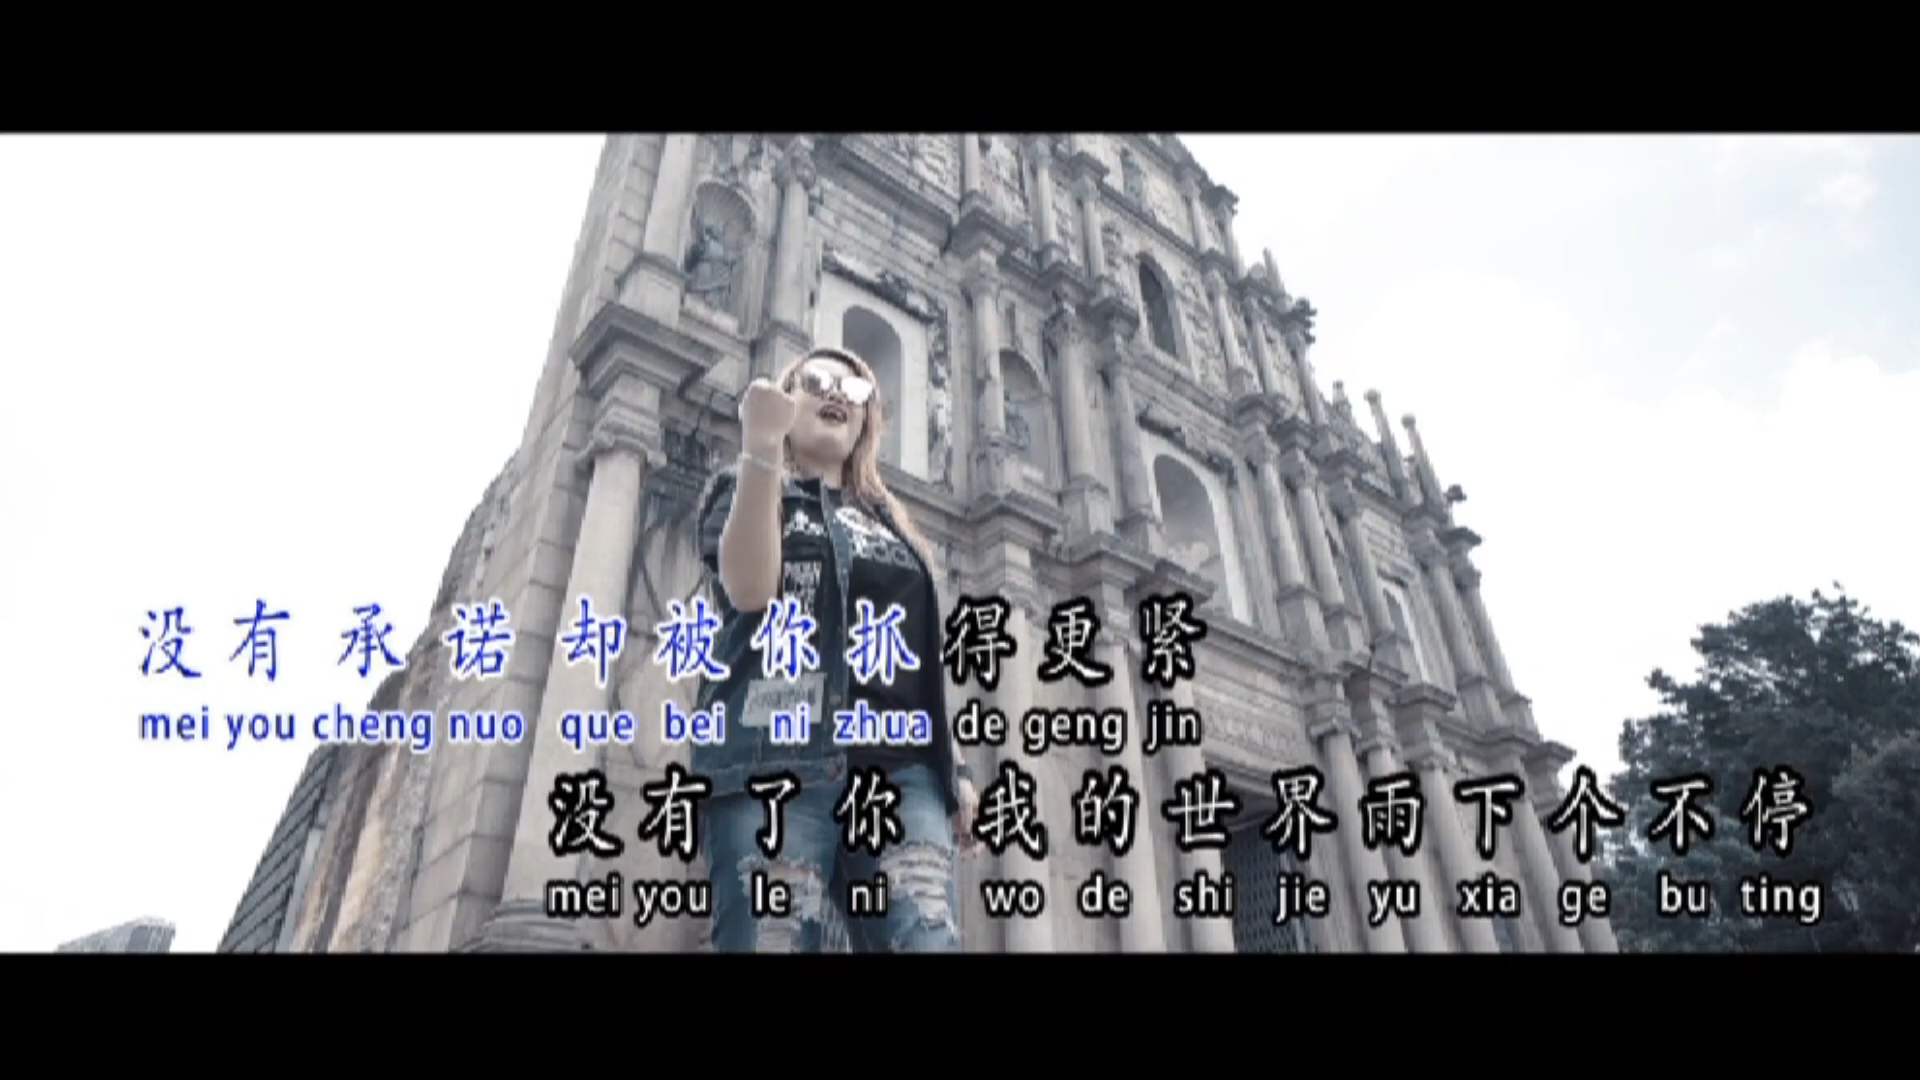 没有承诺 却被你抓得更紧
mei you cheng nuo que bei ni zhua de geng jin
没有了你 我的世界雨下个不停
mei you le ni wo de shi jie yu xia ge bu ting